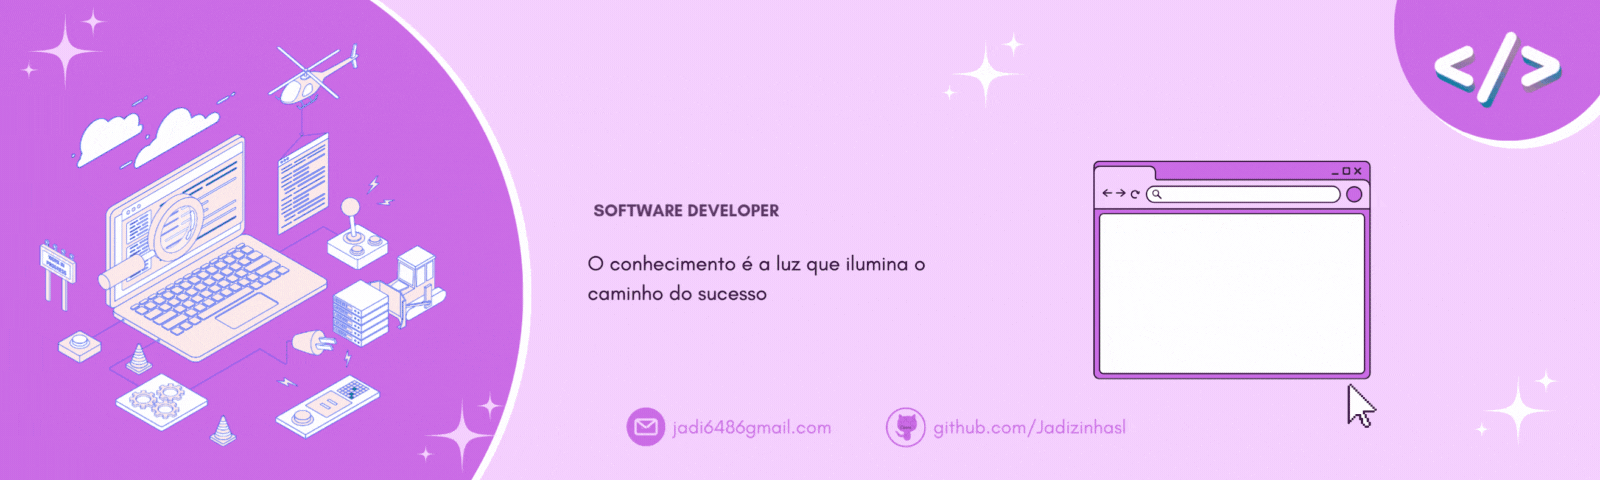 </>
SOFTWARE DEVELOPER
O conhecimento é a luz que ilumina o
caminho do sucesso
jadi6486gmail.com
github.com/Jadizinhasl